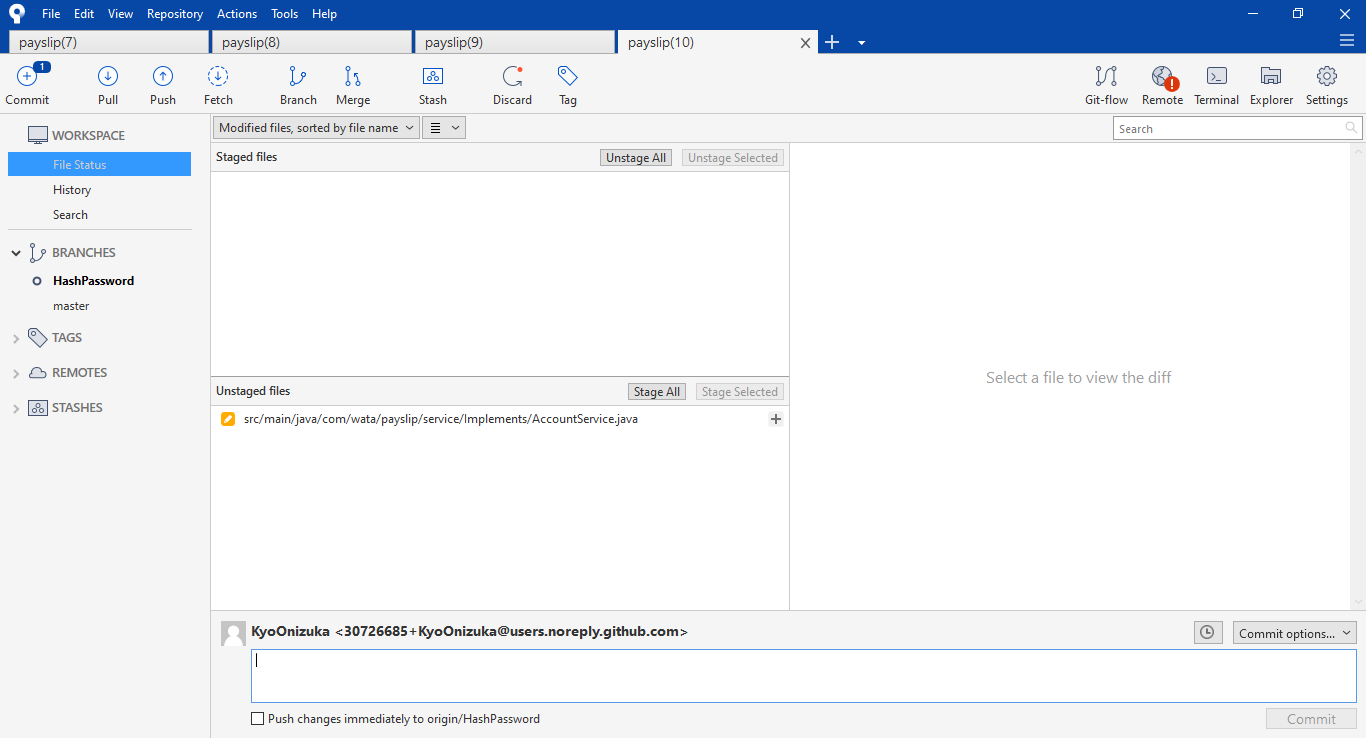 File Edit View Repository Actions Tools Help
payslip(7) payslip(8) payslip(9) payslip(10)
1
Commit Pull Push Fetch Branch Merge Stash Discard Tag Git-flow Remote Terminal Explorer Settings
WORKSPACE
File Status
History
Search
BRANCHES
HashPassword
master
TAGS
REMOTES
STASHES
Modified files, sorted by file name
Search
Staged files Unstage All Unstage Selected
Unstaged files Stage All Stage Selected
src/main/java/com/wata/payslip/service/Implements/AccountService.java
Select a file to view the diff
KyoOnizuka <30726685+KyoOnizuka@users.noreply.github.com>
Commit options...
Push changes immediately to origin/HashPassword
Commit